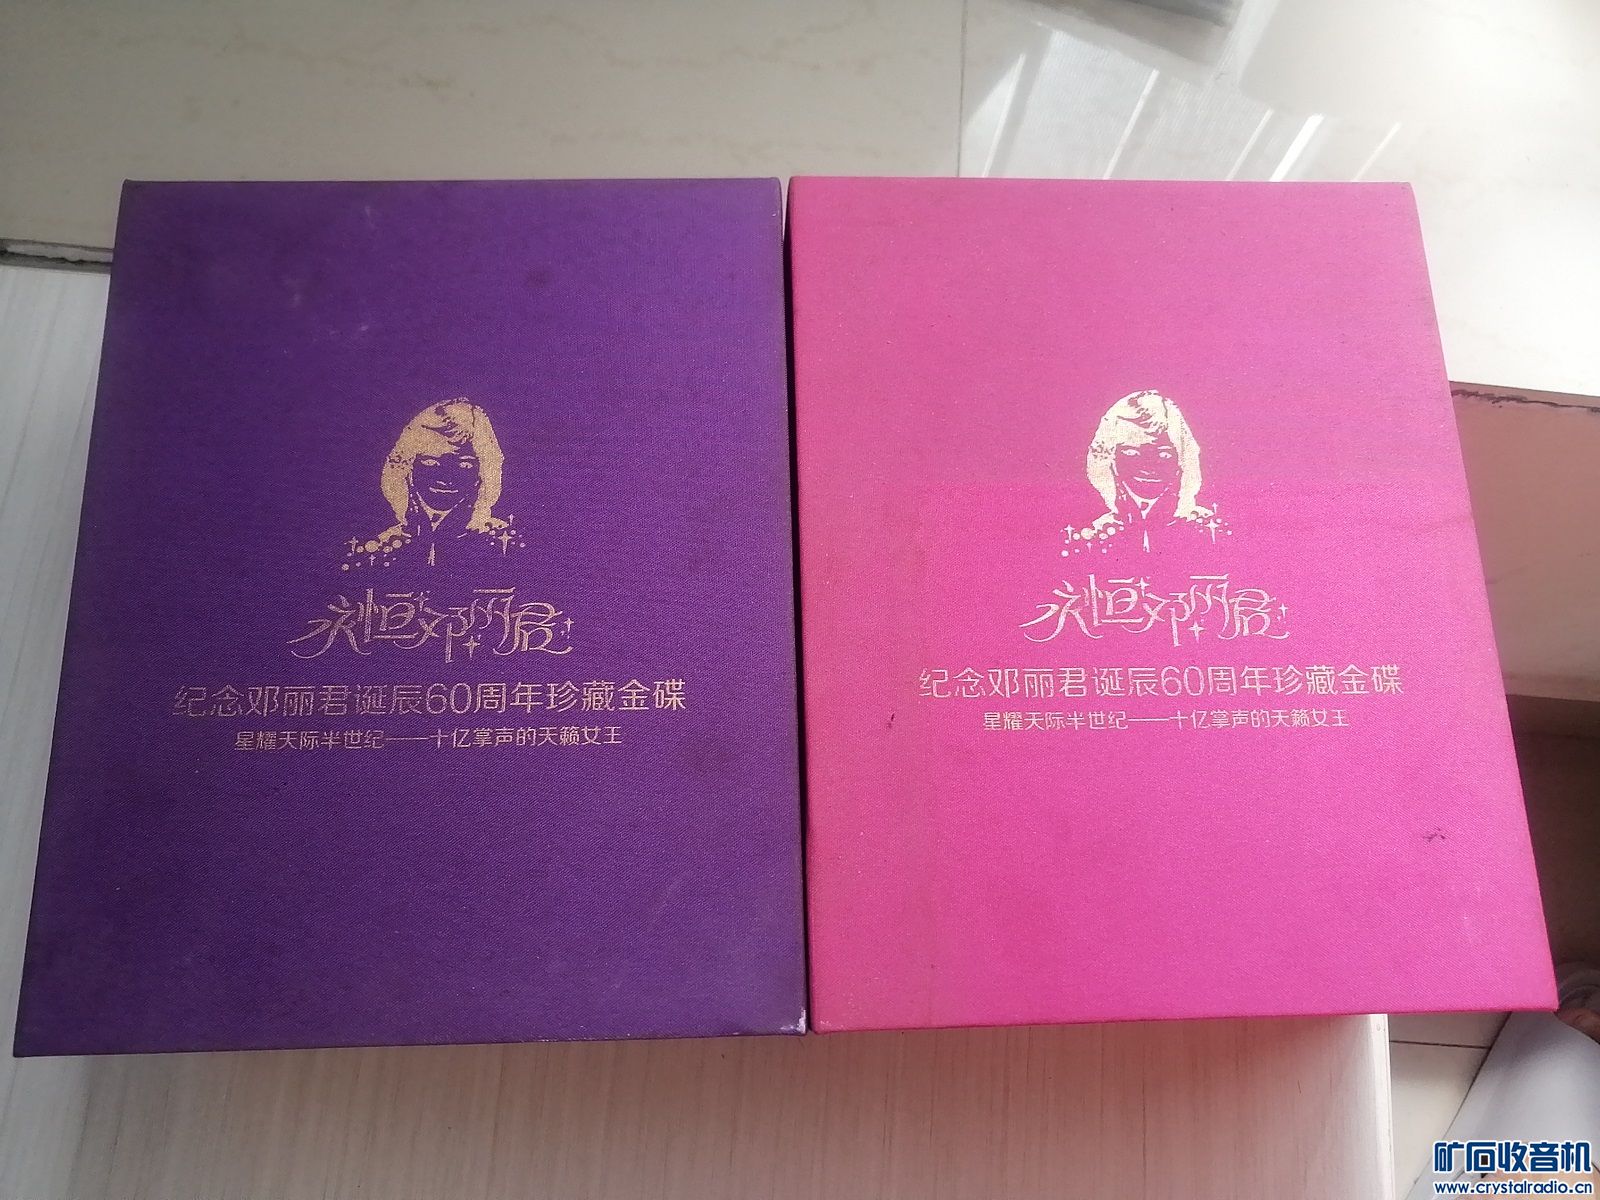 永恒邓丽君
纪念邓丽君诞辰60周年珍藏金碟
星耀天际半世纪——十亿掌声的天籁女王
永恒邓丽君
纪念邓丽君诞辰60周年珍藏金碟
星耀天际半世纪——十亿掌声的天籁女王
矿石收音机
www.crystalradio.cn